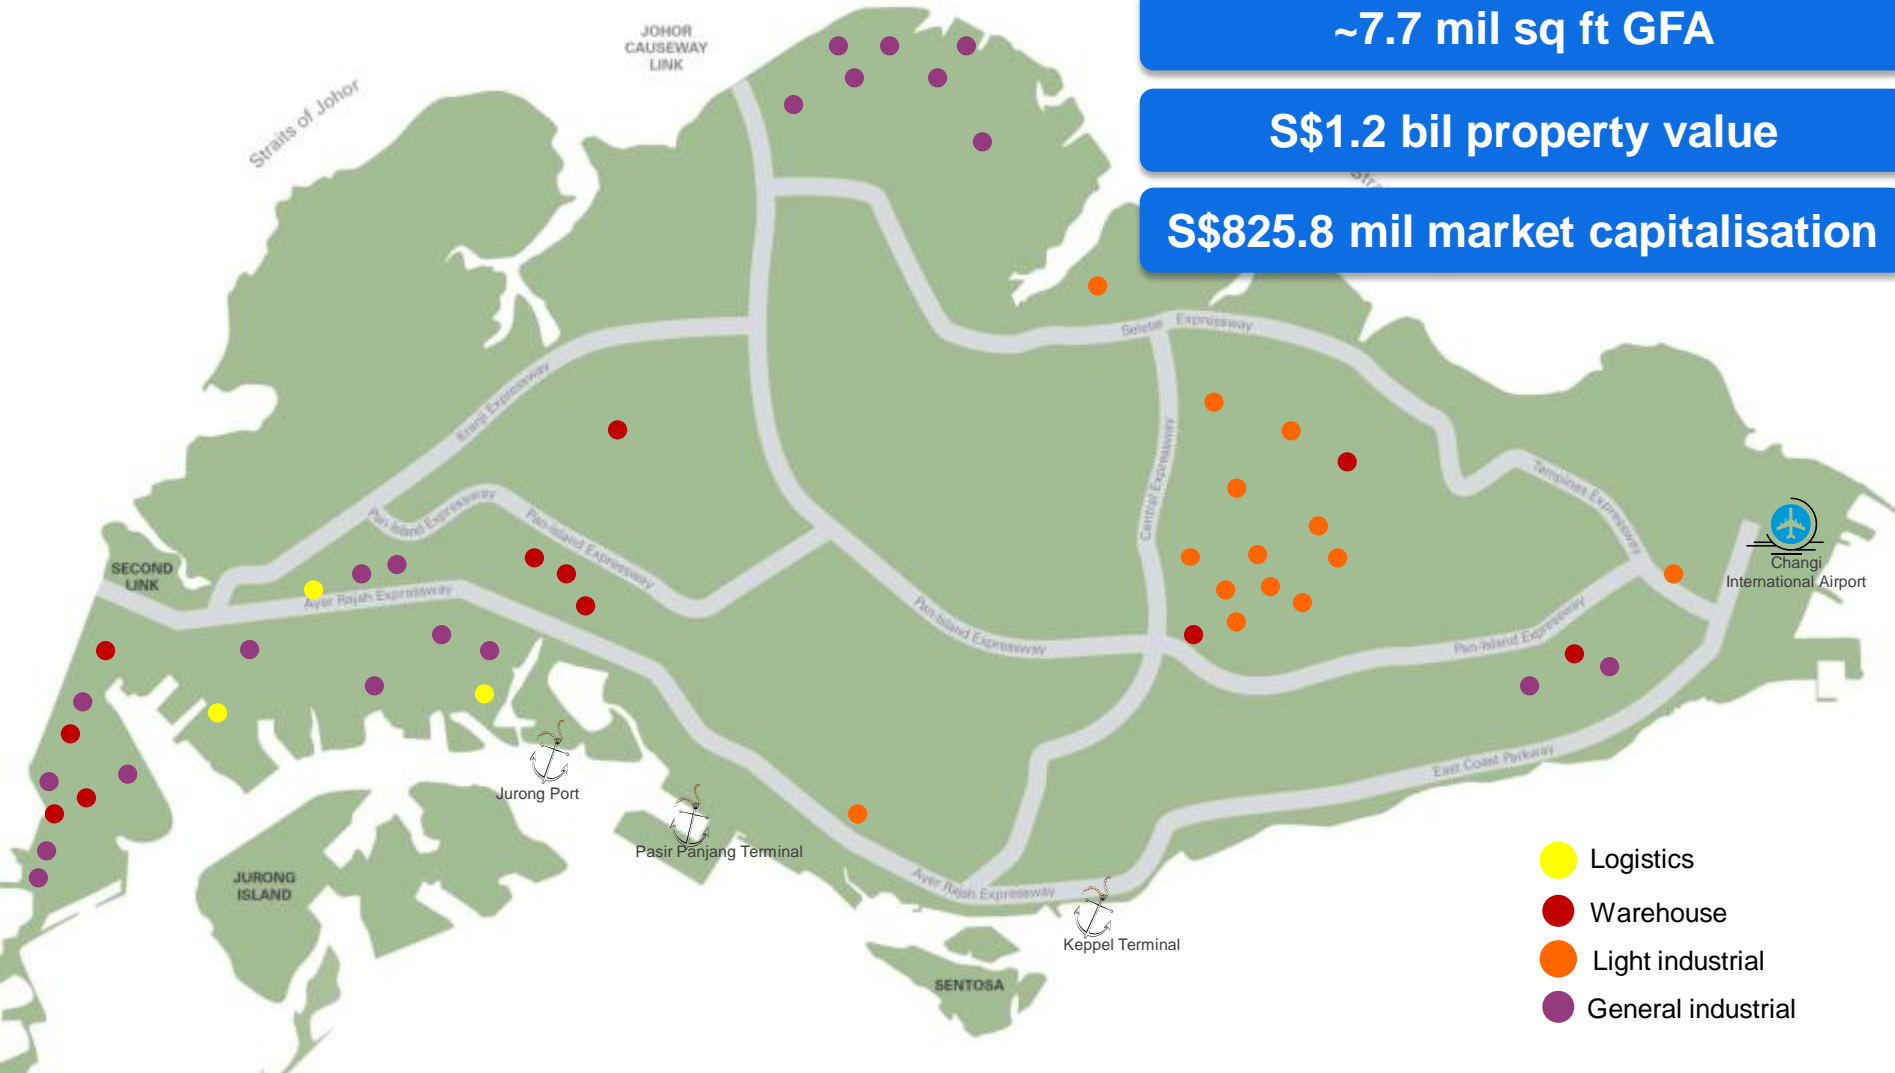 ~7.7 mil sq ft GFA
S$1.2 bil property value
S$825.8 mil market capitalisation
JOHOR
CAUSEWAY
LINK
Straits of Johor
Seletar Expressway
Kranji Expressway
Central Expressway
Tempines Expressway
Pan-Island Expressway
Pan-Island Expressway
SECOND
LINK
Ayer Rajah Expressway
Changi
International Airport
Pan-Island Expressway
Pan-Island Expressway
East Coast Parkway
Jurong Port
Pasir Panjang Terminal
JURONG
ISLAND
Ayer Rajah Expressway
Keppel Terminal
SENTOSA
Logistics
Warehouse
Light industrial
General industrial